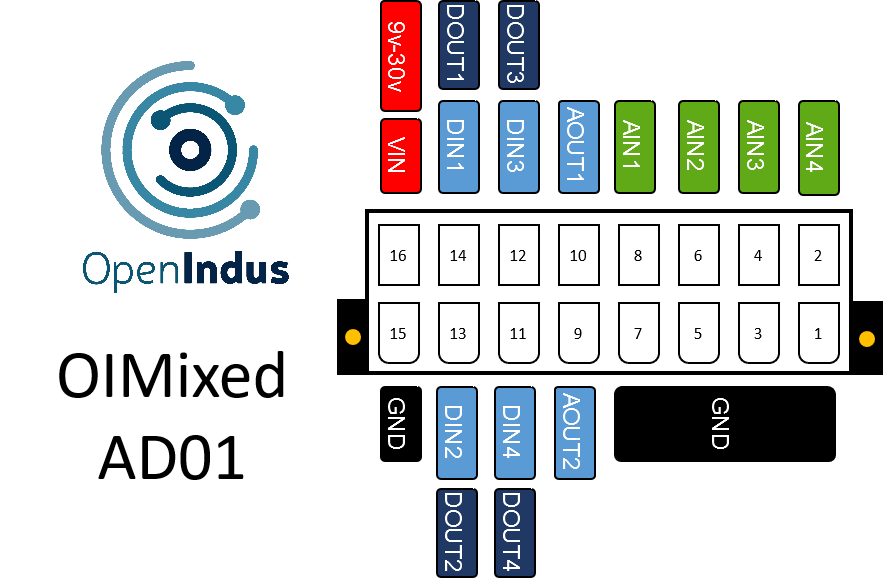 OpenIndus
OIMixed
AD01
9v-30v
DOUT1
DOUT3
VIN
DIN1
DIN3
AOUT1
AIN1
AIN2
AIN3
AIN4
16
14
12
10
8
6
4
2
15
13
11
9
7
5
3
1
GND
DIN2
DIN4
AOUT2
GND
DOUT2
DOUT4